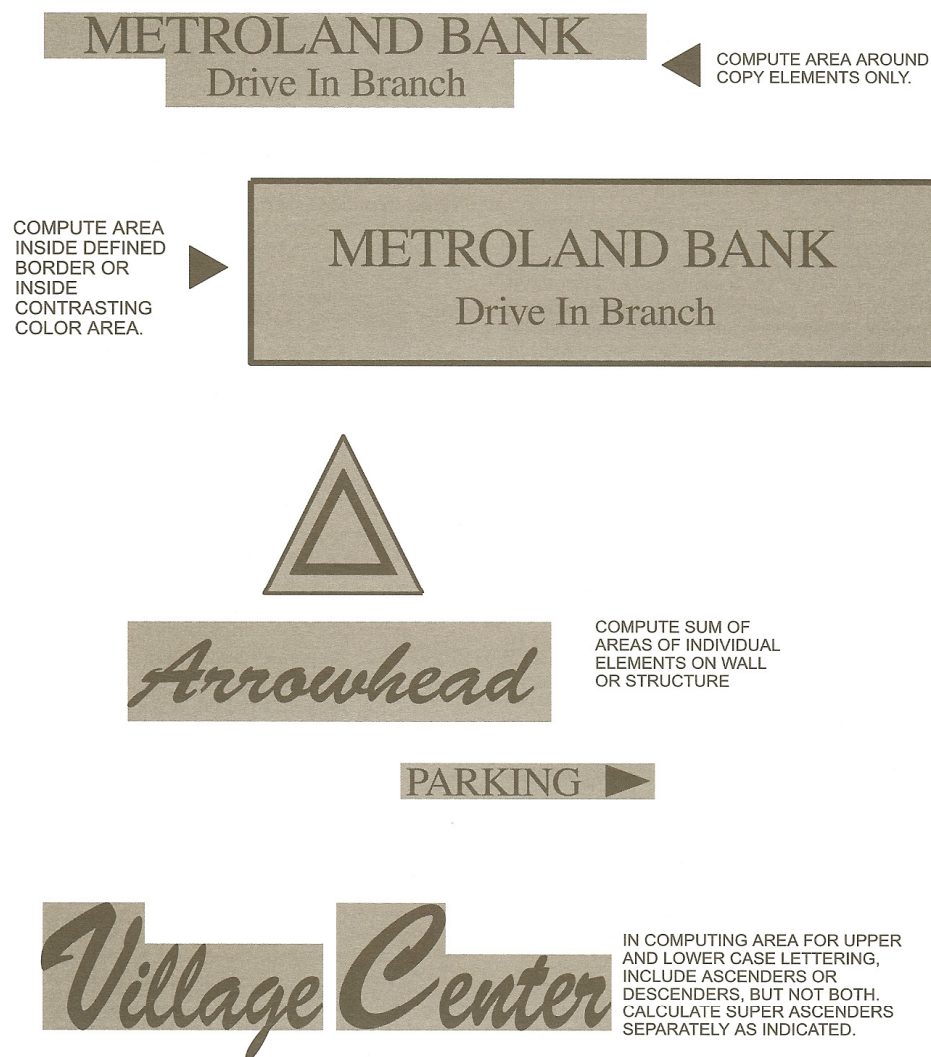 METROLAND BANK
Drive In Branch
COMPUTE AREA AROUND
COPY ELEMENTS ONLY.
COMPUTE AREA
INSIDE DEFINED
BORDER OR
INSIDE
CONTRASTING
COLOR AREA.
METROLAND BANK
Drive In Branch
Arrowhead
COMPUTE SUM OF
AREAS OF INDIVIDUAL
ELEMENTS ON WALL
OR STRUCTURE
PARKING
Village Center
IN COMPUTING AREA FOR UPPER
AND LOWER CASE LETTERING,
INCLUDE ASCENDERS OR
DESCENDERS, BUT NOT BOTH.
CALCULATE SUPER ASCENDERS
SEPARATELY AS INDICATED.